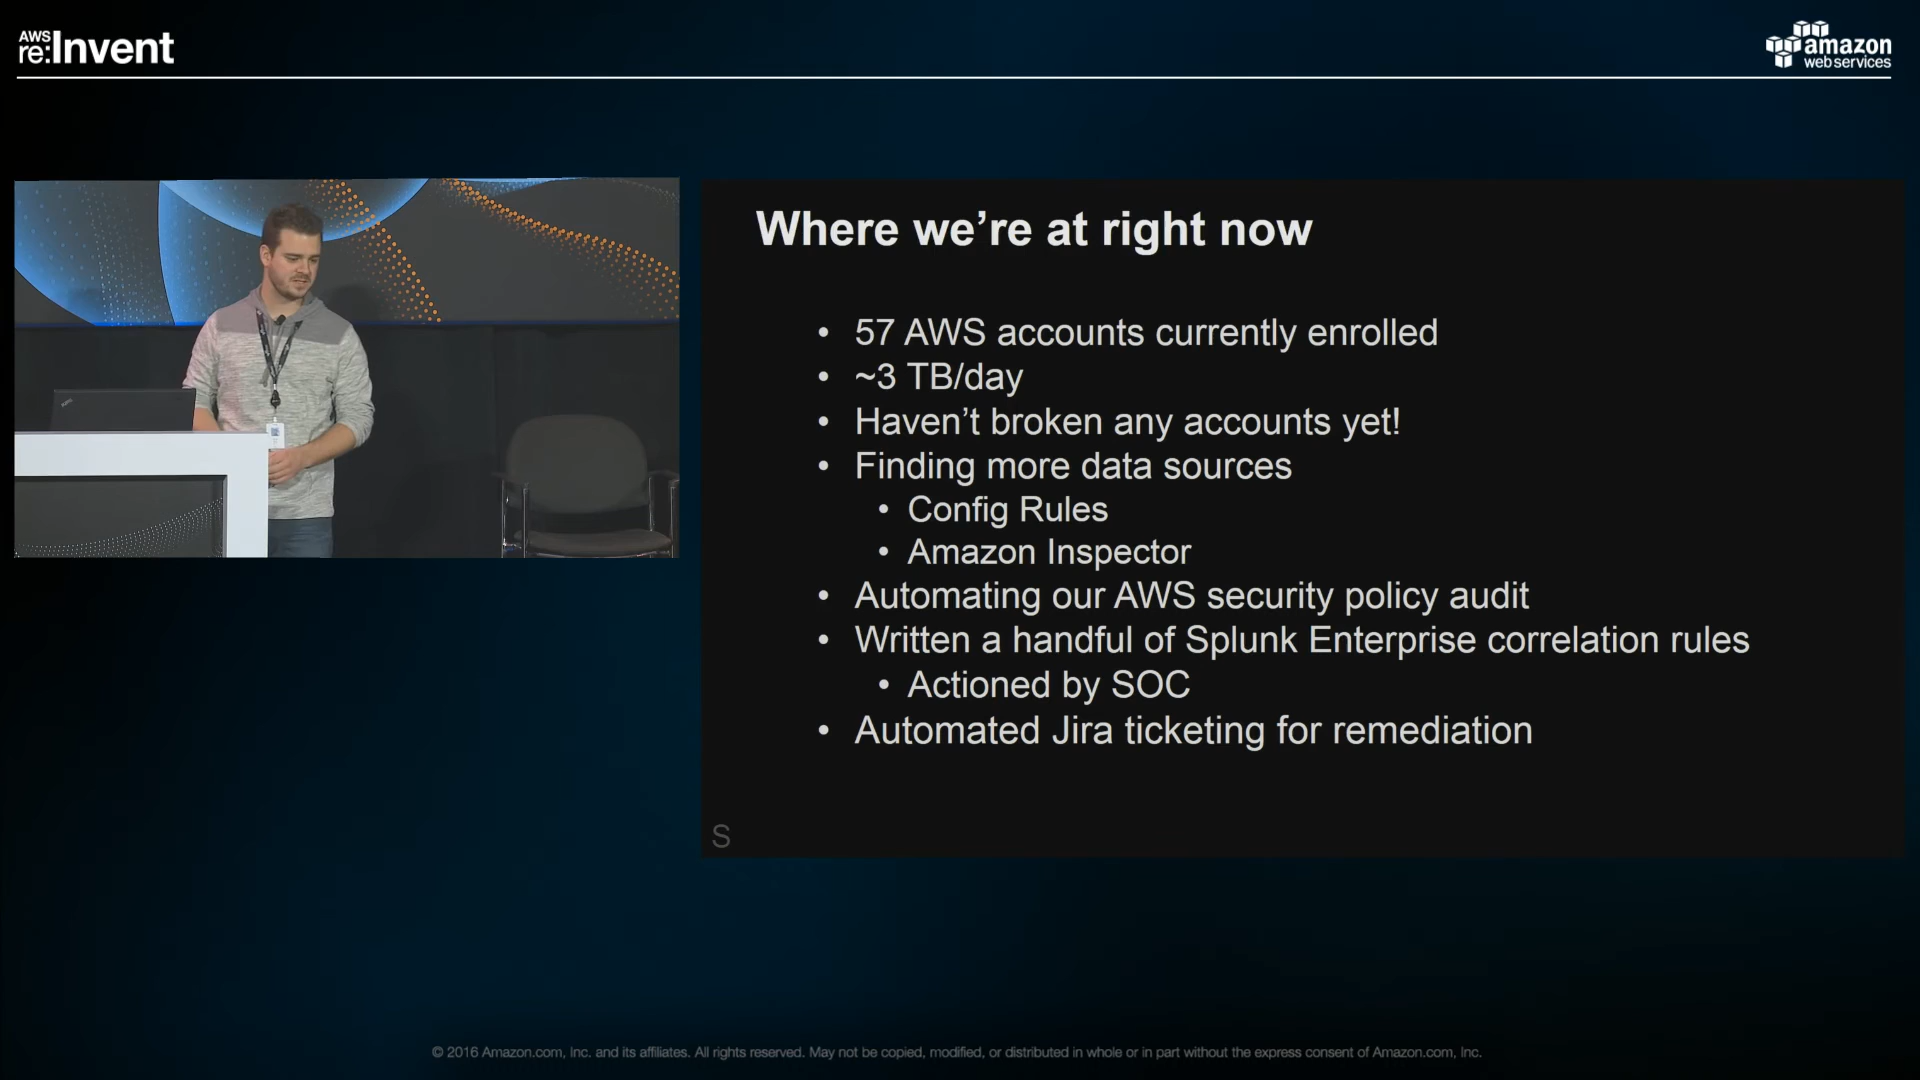 AWS
re:Invent
amazon
web services
Where we're at right now
• 57 AWS accounts currently enrolled
• ~3 TB/day
• Haven't broken any accounts yet!
• Finding more data sources
• Config Rules
• Amazon Inspector
• Automating our AWS security policy audit
• Written a handful of Splunk Enterprise correlation rules
• Actioned by SOC
• Automated Jira ticketing for remediation
S
© 2016 Amazon.com, Inc. and its affiliates. All rights reserved. May not be copied, modified, or distributed in whole or in part without the express consent of Amazon.com, Inc.